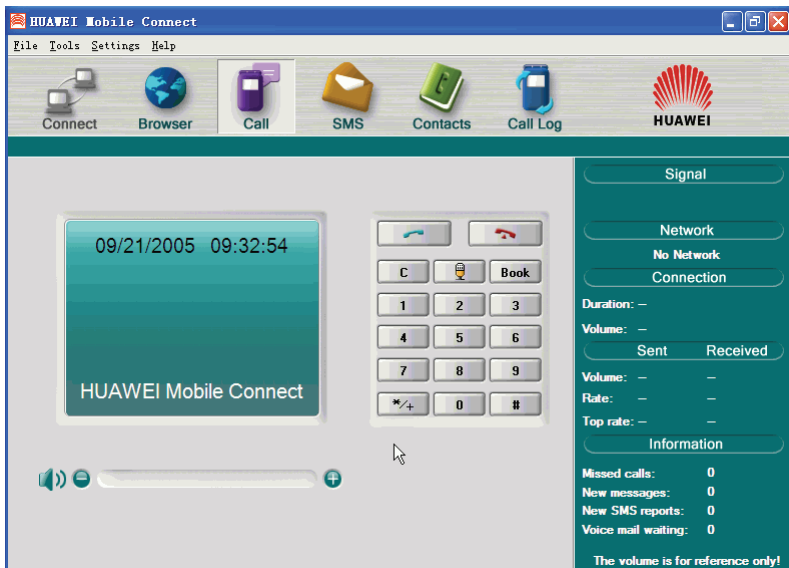 HUAWEI Mobile Connect
File Tools Settings Help
Connect Browser Call SMS Contacts Call Log
HUAWEI
09/21/2005 09:32:54
HUAWEI Mobile Connect
C Book
1 2 3
4 5 6
7 8 9
*/+ 0 #
Signal
Network
No Network
Connection
Duration: –
Volume: –
Sent Received
Volume: – –
Rate: – –
Top rate: – –
Information
Missed calls: 0
New messages: 0
New SMS reports: 0
Voice mail waiting: 0
The volume is for reference only!